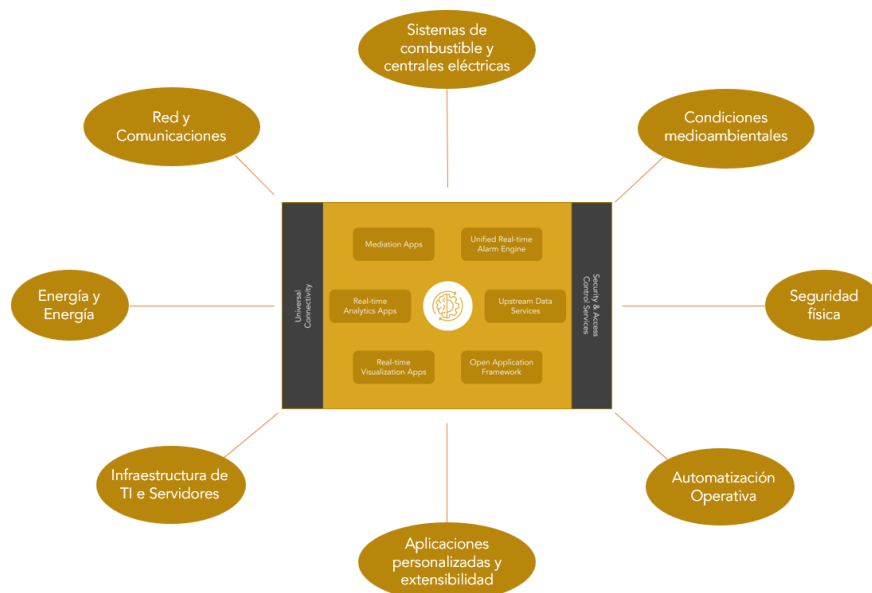 Sistemas de
combustible y
centrales eléctricas
Red y
Comunicaciones
Condiciones
medioambientales
Energía y
Energía
Universal
Connectivity
Mediation Apps
Unified Real-time
Alarm Engine
Real-time
Analytics Apps
Upstream Data
Services
Real-time
Visualization Apps
Open Application
Framework
Security & Access
Control Services
Seguridad
física
Infraestructura de
TI e Servidores
Automatización
Operativa
Aplicaciones
personalizadas y
extensibilidad